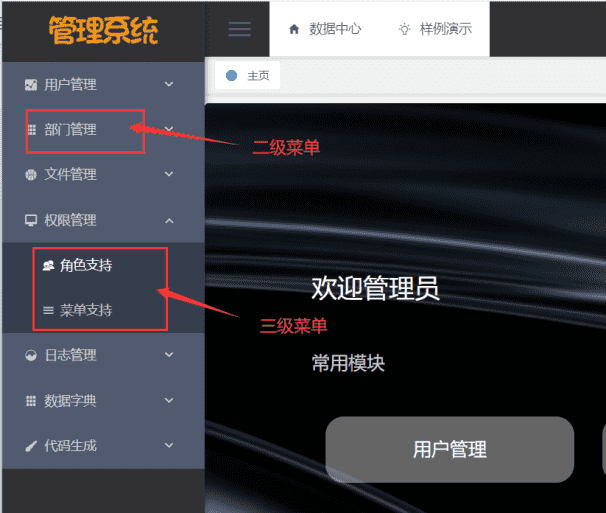 管理系统
数据中心
样例演示
主页
用户管理
部门管理
二级菜单
文件管理
权限管理
角色支持
菜单支持
三级菜单
日志管理
数据字典
代码生成
欢迎管理员
常用模块
用户管理